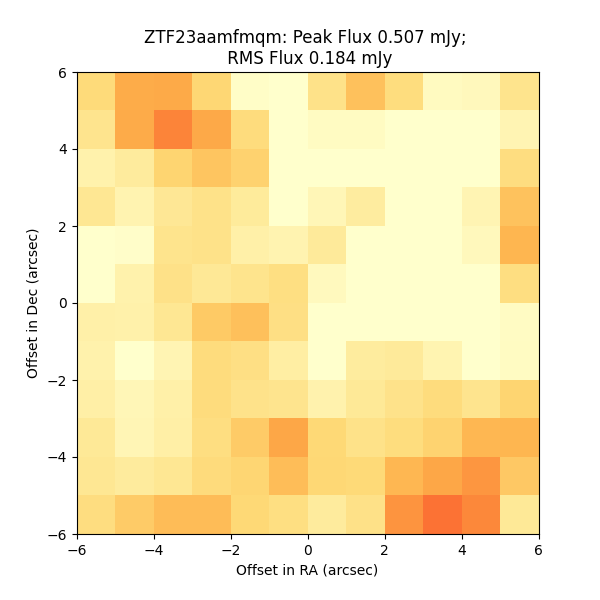 ZTF23aamfmqm: Peak Flux 0.507 mJy;
RMS Flux 0.184 mJy
6
4
2
0
−2
−4
−6
Offset in Dec (arcsec)
−6 −4 −2 0 2 4 6
Offset in RA (arcsec)